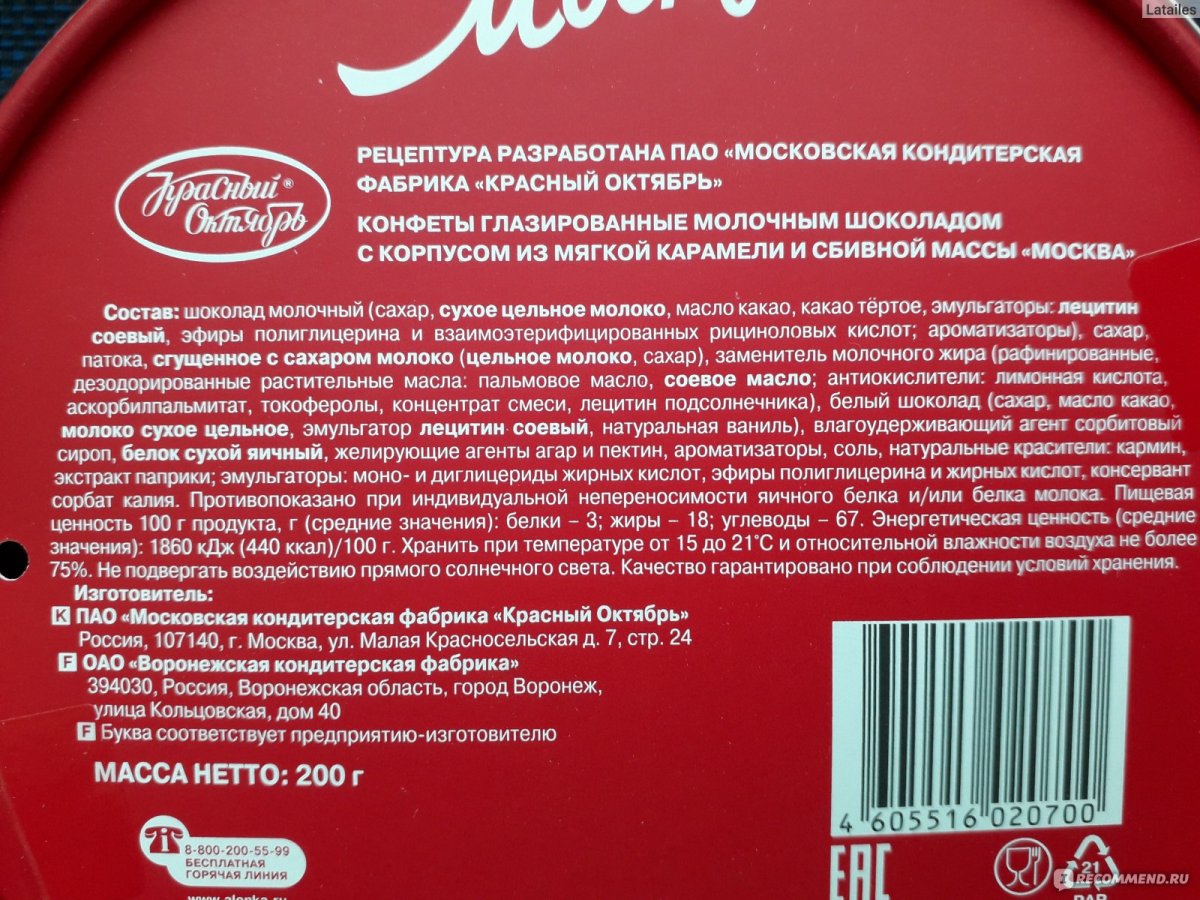 Latailes
Красный®
Октябрь
РЕЦЕПТУРА РАЗРАБОТАНА ПАО «МОСКОВСКАЯ КОНДИТЕРСКАЯ
ФАБРИКА «КРАСНЫЙ ОКТЯБРЬ»
КОНФЕТЫ ГЛАЗИРОВАННЫЕ МОЛОЧНЫМ ШОКОЛАДОМ
С КОРПУСОМ ИЗ МЯГКОЙ КАРАМЕЛИ И СБИВНОЙ МАССЫ «МОСКВА»
Состав: шоколад молочный (сахар, сухое цельное молоко, масло какао, какао тёртое, эмульгаторы: лецитин
соевый, эфиры полиглицерина и взаимоэтерифицированных рициноловых кислот; ароматизаторы), сахар,
патока, сгущенное с сахаром молоко (цельное молоко, сахар), заменитель молочного жира (рафинированные,
дезодорированные растительные масла: пальмовое масло, соевое масло; антиокислители: лимонная кислота,
аскорбилпальмитат, токоферолы, концентрат смеси, лецитин подсолнечника), белый шоколад (сахар, масло какао,
молоко сухое цельное, эмульгатор лецитин соевый, натуральная ваниль), влагоудерживающий агент сорбитовый
сироп, белок сухой яичный, желирующие агенты агар и пектин, ароматизаторы, соль, натуральные красители: кармин,
экстракт паприки; эмульгаторы: моно- и диглицериды жирных кислот, эфиры полиглицерина и жирных кислот, консервант
сорбат калия. Противопоказано при индивидуальной непереносимости яичного белка и/или белка молока. Пищевая
ценность 100 г продукта, г (средние значения): белки – 3; жиры – 18; углеводы – 67. Энергетическая ценность (средние
значения): 1860 кДж (440 ккал)/100 г. Хранить при температуре от 15 до 21°С и относительной влажности воздуха не более
75%. Не подвергать воздействию прямого солнечного света. Качество гарантировано при соблюдении условий хранения.
Изготовитель:
K ПАО «Московская кондитерская фабрика «Красный Октябрь»
Россия, 107140, г. Москва, ул. Малая Красносельская д. 7, стр. 24
F ОАО «Воронежская кондитерская фабрика»
394030, Россия, Воронежская область, город Воронеж,
улица Кольцовская, дом 40
F Буква соответствует предприятию-изготовителю
МАССА НЕТТО: 200 г
4 605516 020700
8-800-200-55-99
БЕСПЛАТНАЯ
ГОРЯЧАЯ ЛИНИЯ
EAC
21
PAP
www.alenka
RECOMMEND.RU